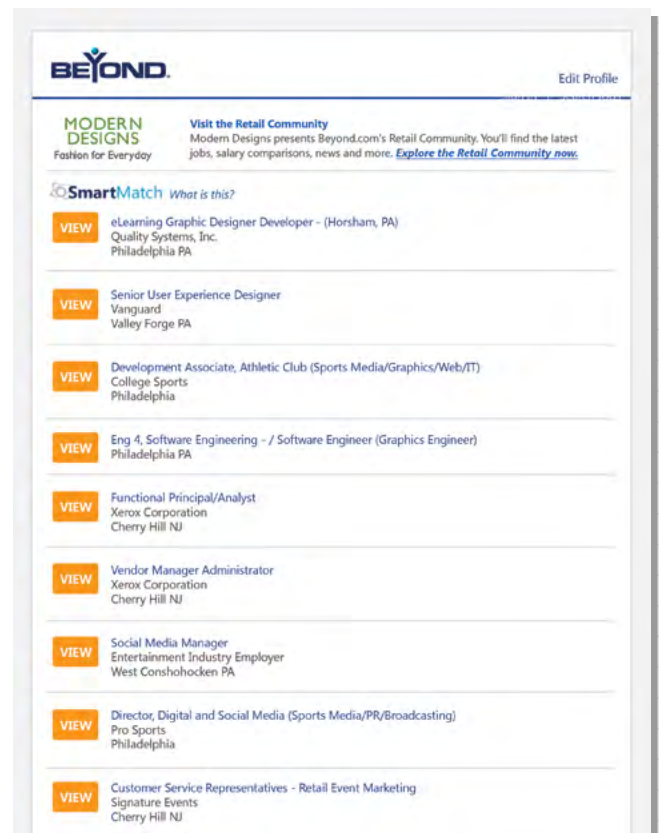 BEYOND.
Edit Profile
MODERN
DESIGNS
Fashion for Everyday
Visit the Retail Community
Modern Designs presents Beyond.com's Retail Community. You'll find the latest
jobs, salary comparisons, news and more. Explore the Retail Community now.
SmartMatch What is this?
VIEW
eLearning Graphic Designer Developer - (Horsham, PA)
Quality Systems, Inc.
Philadelphia PA
VIEW
Senior User Experience Designer
Vanguard
Valley Forge PA
VIEW
Development Associate, Athletic Club (Sports Media/Graphics/Web/IT)
College Sports
Philadelphia
VIEW
Eng 4, Software Engineering - / Software Engineer (Graphics Engineer)
Philadelphia PA
VIEW
Functional Principal/Analyst
Xerox Corporation
Cherry Hill NJ
VIEW
Vendor Manager Administrator
Xerox Corporation
Cherry Hill NJ
VIEW
Social Media Manager
Entertainment Industry Employer
West Conshohocken PA
VIEW
Director, Digital and Social Media (Sports Media/PR/Broadcasting)
Pro Sports
Philadelphia
VIEW
Customer Service Representatives - Retail Event Marketing
Signature Events
Cherry Hill NJ